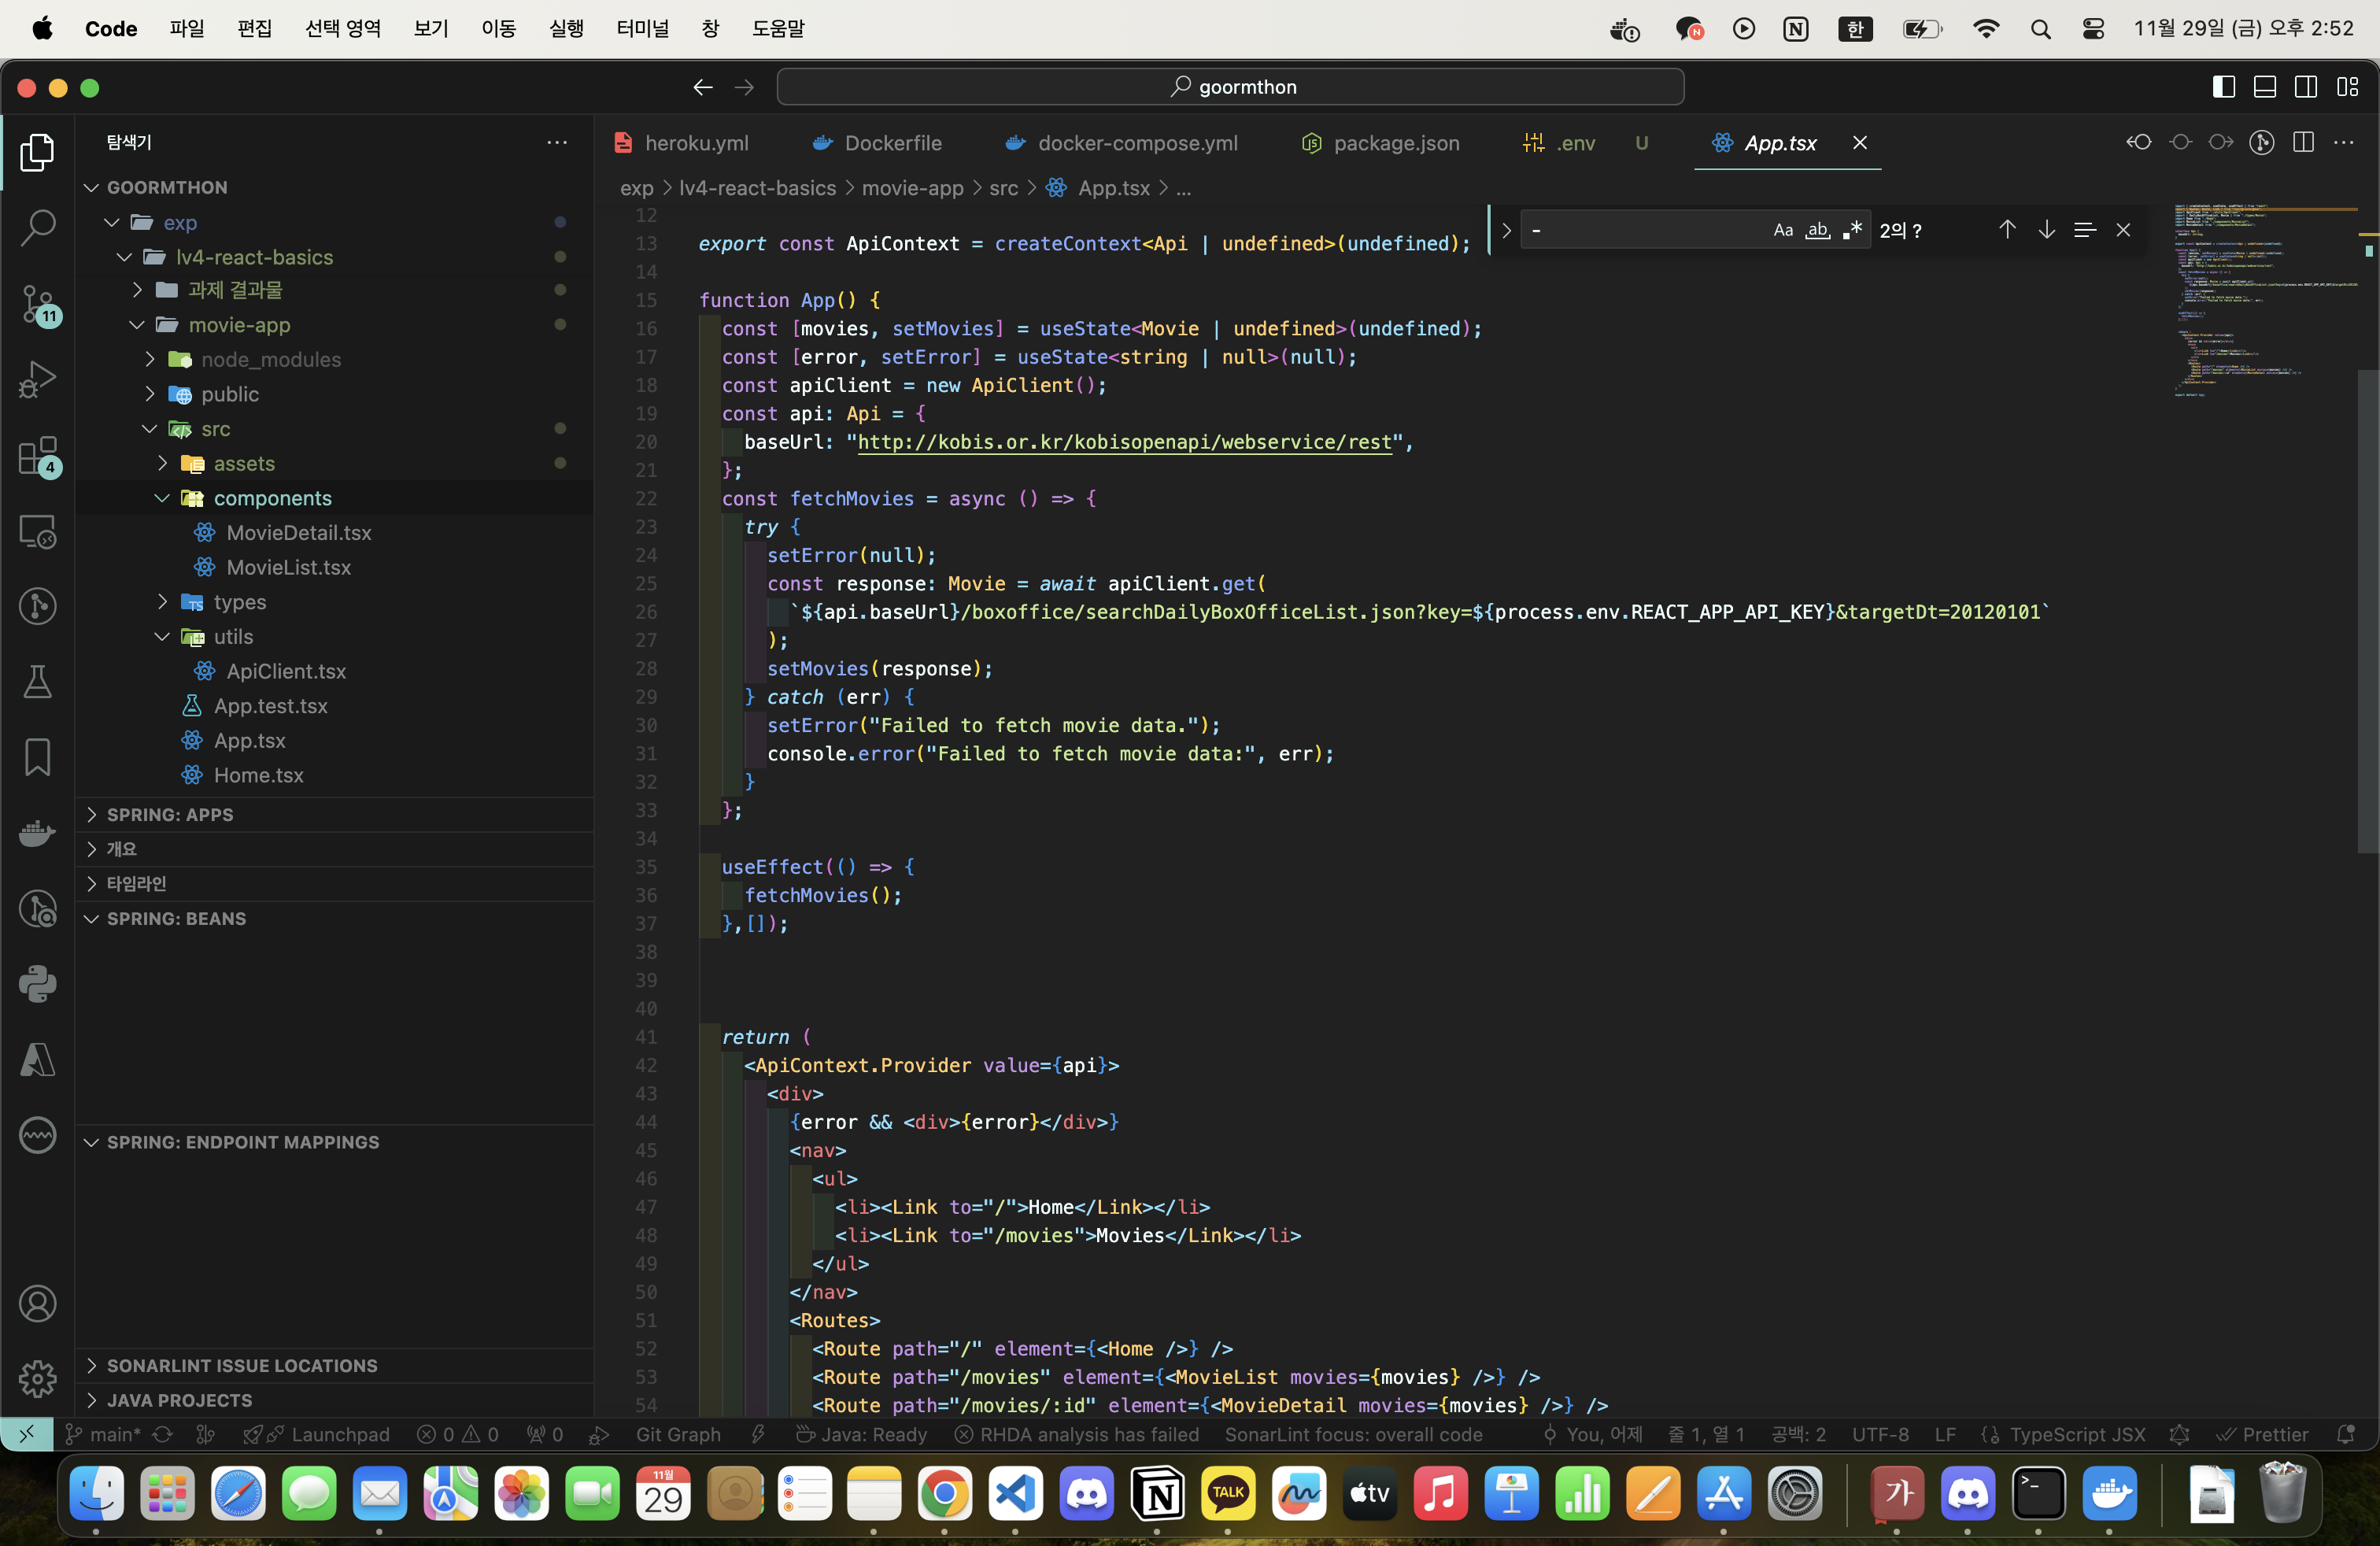 Code 파일 편집 선택 영역 보기 이동 실행 터미널 창 도움말 한 11월 29일 (금) 오후 2:52
goormthon
탐색기
GOORMTHON
exp
lv4-react-basics
과제 결과물
movie-app
node_modules
public
src
assets
components
MovieDetail.tsx
MovieList.tsx
types
utils
ApiClient.tsx
App.test.tsx
App.tsx
Home.tsx
SPRING: APPS
개요
타임라인
SPRING: BEANS
SPRING: ENDPOINT MAPPINGS
SONARLINT ISSUE LOCATIONS
JAVA PROJECTS
11
4
heroku.yml Dockerfile docker-compose.yml package.json .env U App.tsx
exp > lv4-react-basics > movie-app > src > App.tsx > ...
- Aa ab .* 2의 ?
12
13 export const ApiContext = createContext<Api | undefined>(undefined);
14
15 function App() {
16 const [movies, setMovies] = useState<Movie | undefined>(undefined);
17 const [error, setError] = useState<string | null>(null);
18 const apiClient = new ApiClient();
19 const api: Api = {
20 baseUrl: "http://kobis.or.kr/kobisopenapi/webservice/rest",
21 };
22 const fetchMovies = async () => {
23 try {
24 setError(null);
25 const response: Movie = await apiClient.get(
26 `${api.baseUrl}/boxoffice/searchDailyBoxOfficeList.json?key=${process.env.REACT_APP_API_KEY}&targetDt=20120101`
27 );
28 setMovies(response);
29 } catch (err) {
30 setError("Failed to fetch movie data.");
31 console.error("Failed to fetch movie data:", err);
32 }
33 };
34
35 useEffect(() => {
36 fetchMovies();
37 },[]);
38
39
40
41 return (
42 <ApiContext.Provider value={api}>
43 <div>
44 {error && <div>{error}</div>}
45 <nav>
46 <ul>
47 <li><Link to="/">Home</Link></li>
48 <li><Link to="/movies">Movies</Link></li>
49 </ul>
50 </nav>
51 <Routes>
52 <Route path="/" element={<Home />} />
53 <Route path="/movies" element={<MovieList movies={movies} />} />
54 <Route path="/movies/:id" element={<MovieDetail movies={movies} />} />
main* Launchpad 0 0 0 Git Graph Java: Ready RHDA analysis has failed SonarLint focus: overall code You, 어제 줄 1, 열 1 공백: 2 UTF-8 LF TypeScript JSX Prettier
11월
29
TALK
tv
가